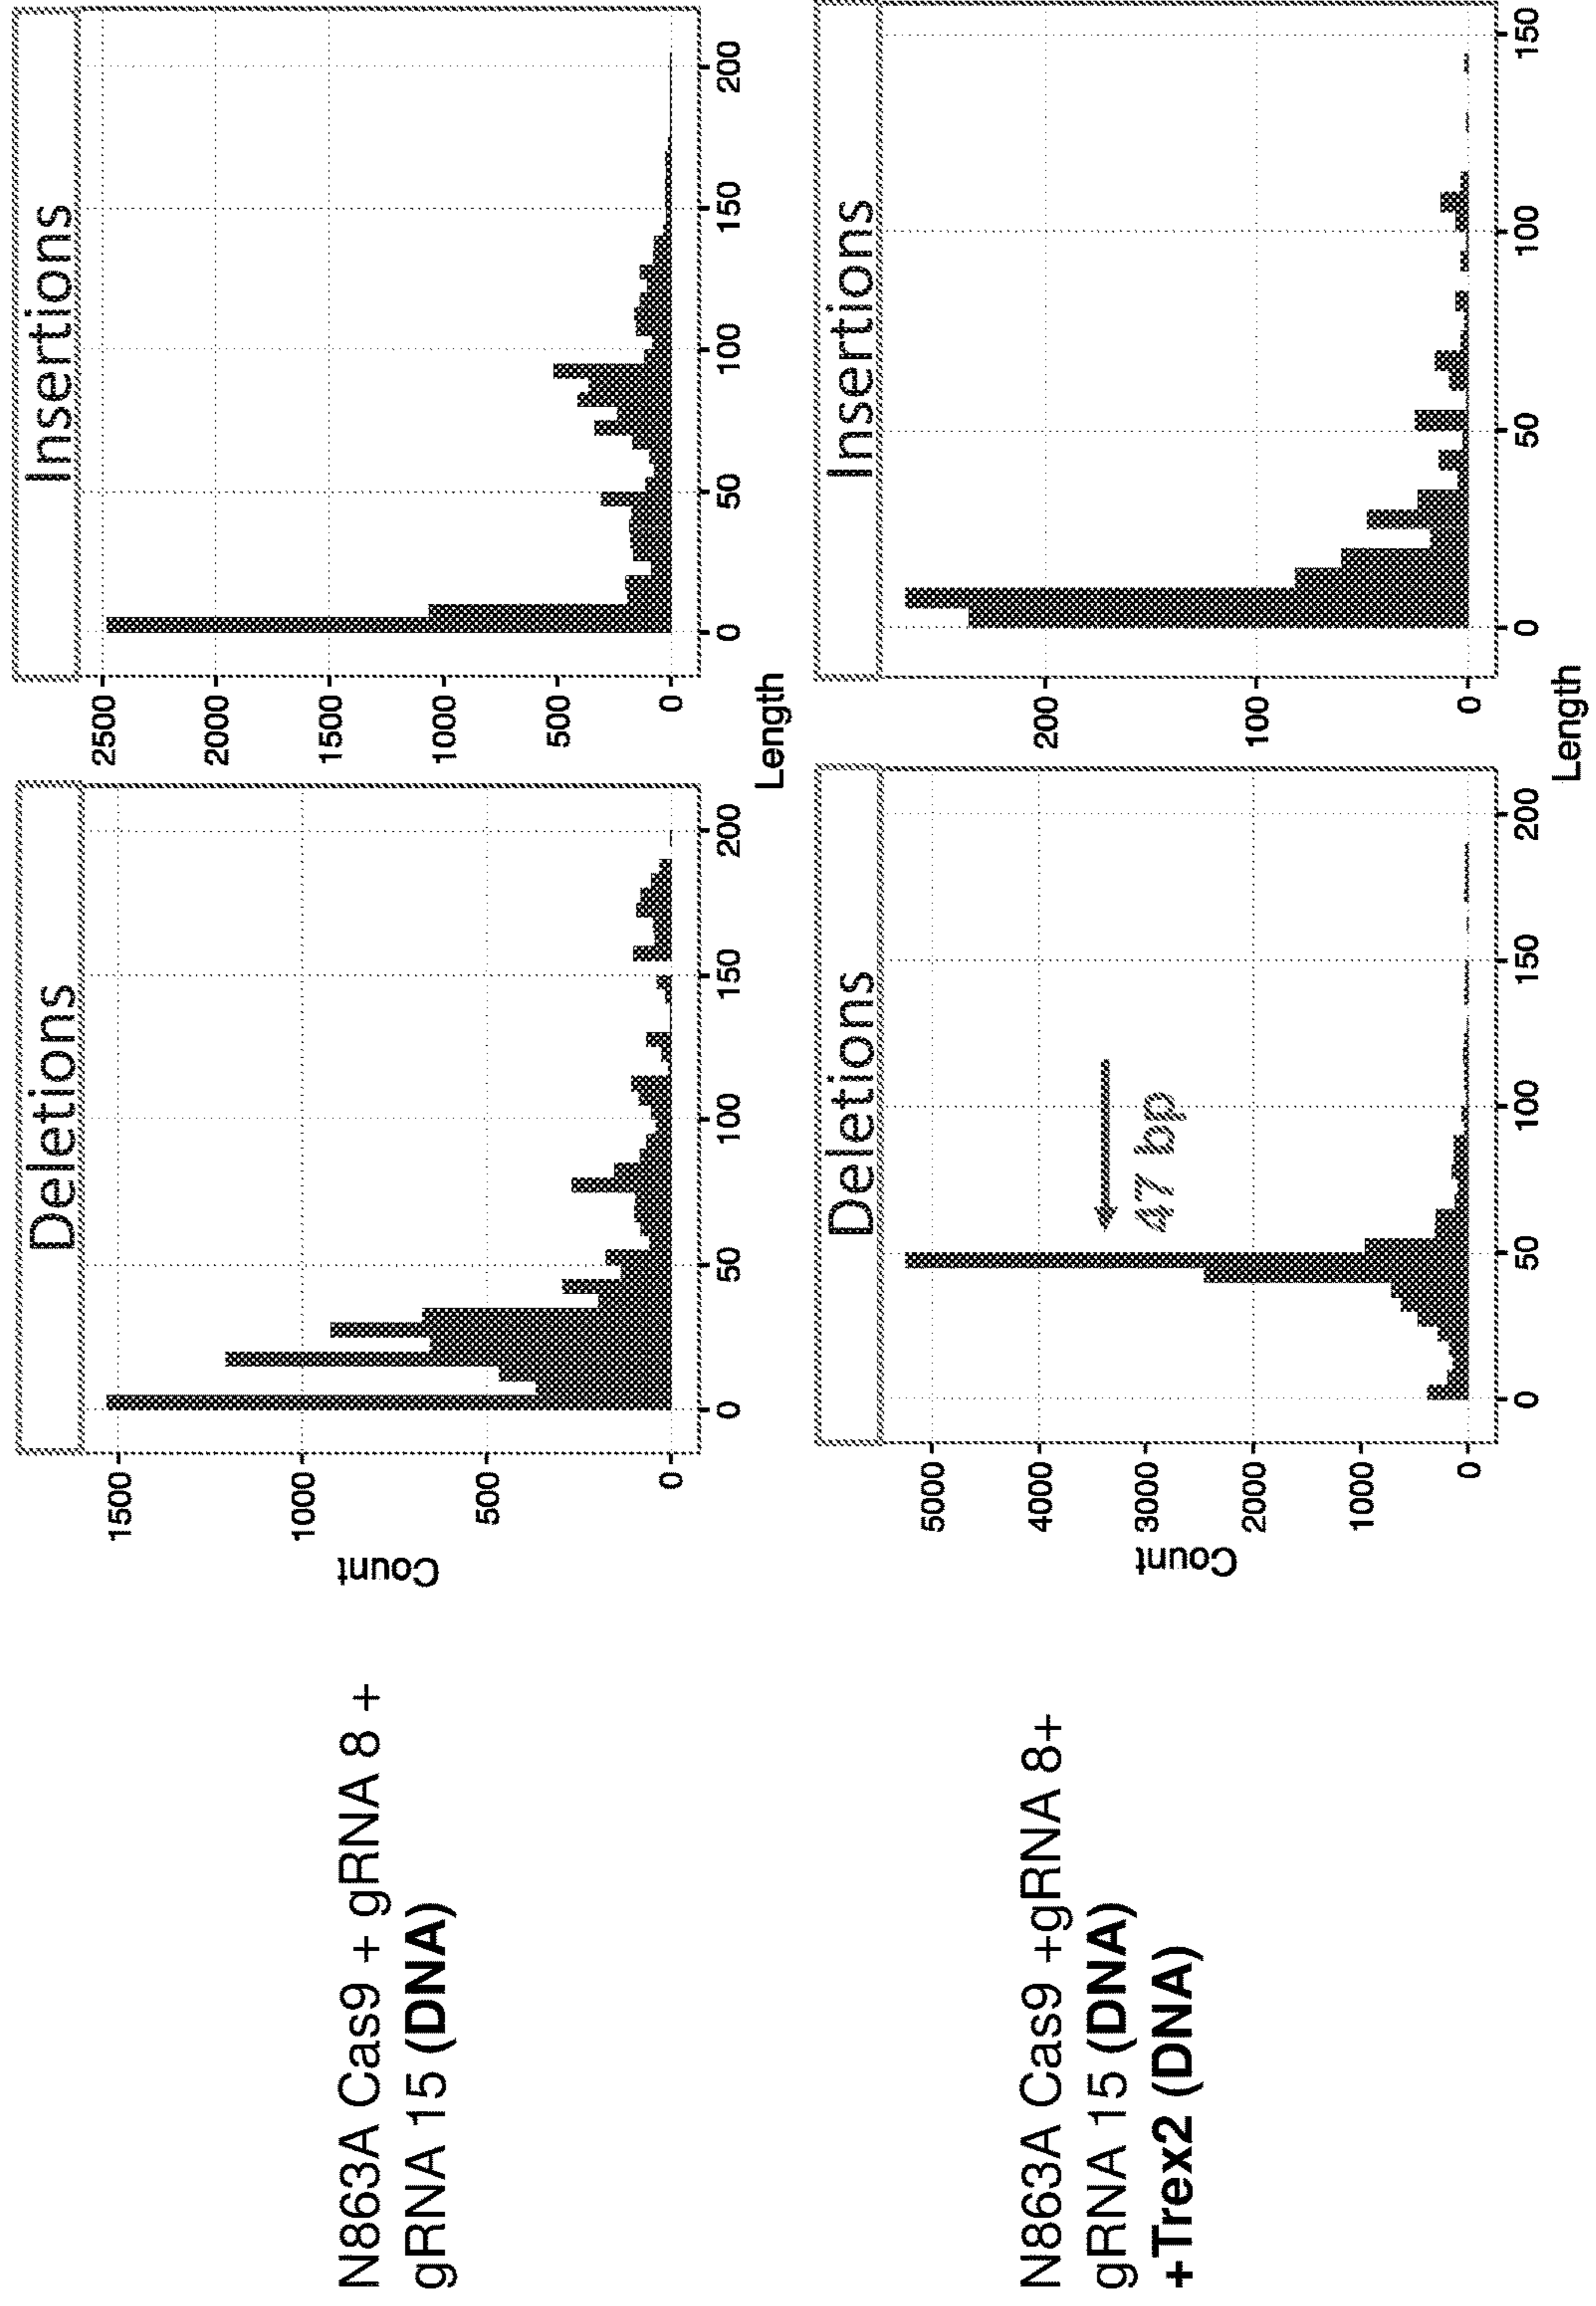 N863A Cas9 + gRNA 8 +
gRNA 15 (DNA)
Deletions
Insertions
Count
1500
1000
500
0
0
50
100
150
200
2500
2000
1500
1000
500
0
0
50
100
150
200
Length
N863A Cas9 +gRNA 8+
gRNA 15 (DNA)
+Trex2 (DNA)
Deletions
Insertions
Count
5000
4000
3000
2000
1000
0
47 bp
0
50
100
150
200
200
100
0
0
50
100
150
Length